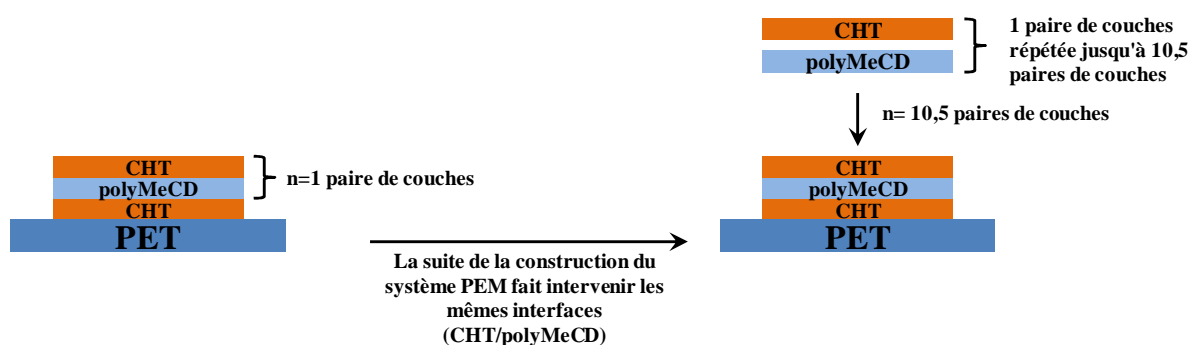 CHT
polyMeCD
CHT
PET
n=1 paire de couches
La suite de la construction du
système PEM fait intervenir les
mêmes interfaces
(CHT/polyMeCD)
CHT
polyMeCD
1 paire de couches
répétée jusqu'à 10,5
paires de couches
n= 10,5 paires de couches
CHT
polyMeCD
CHT
PET